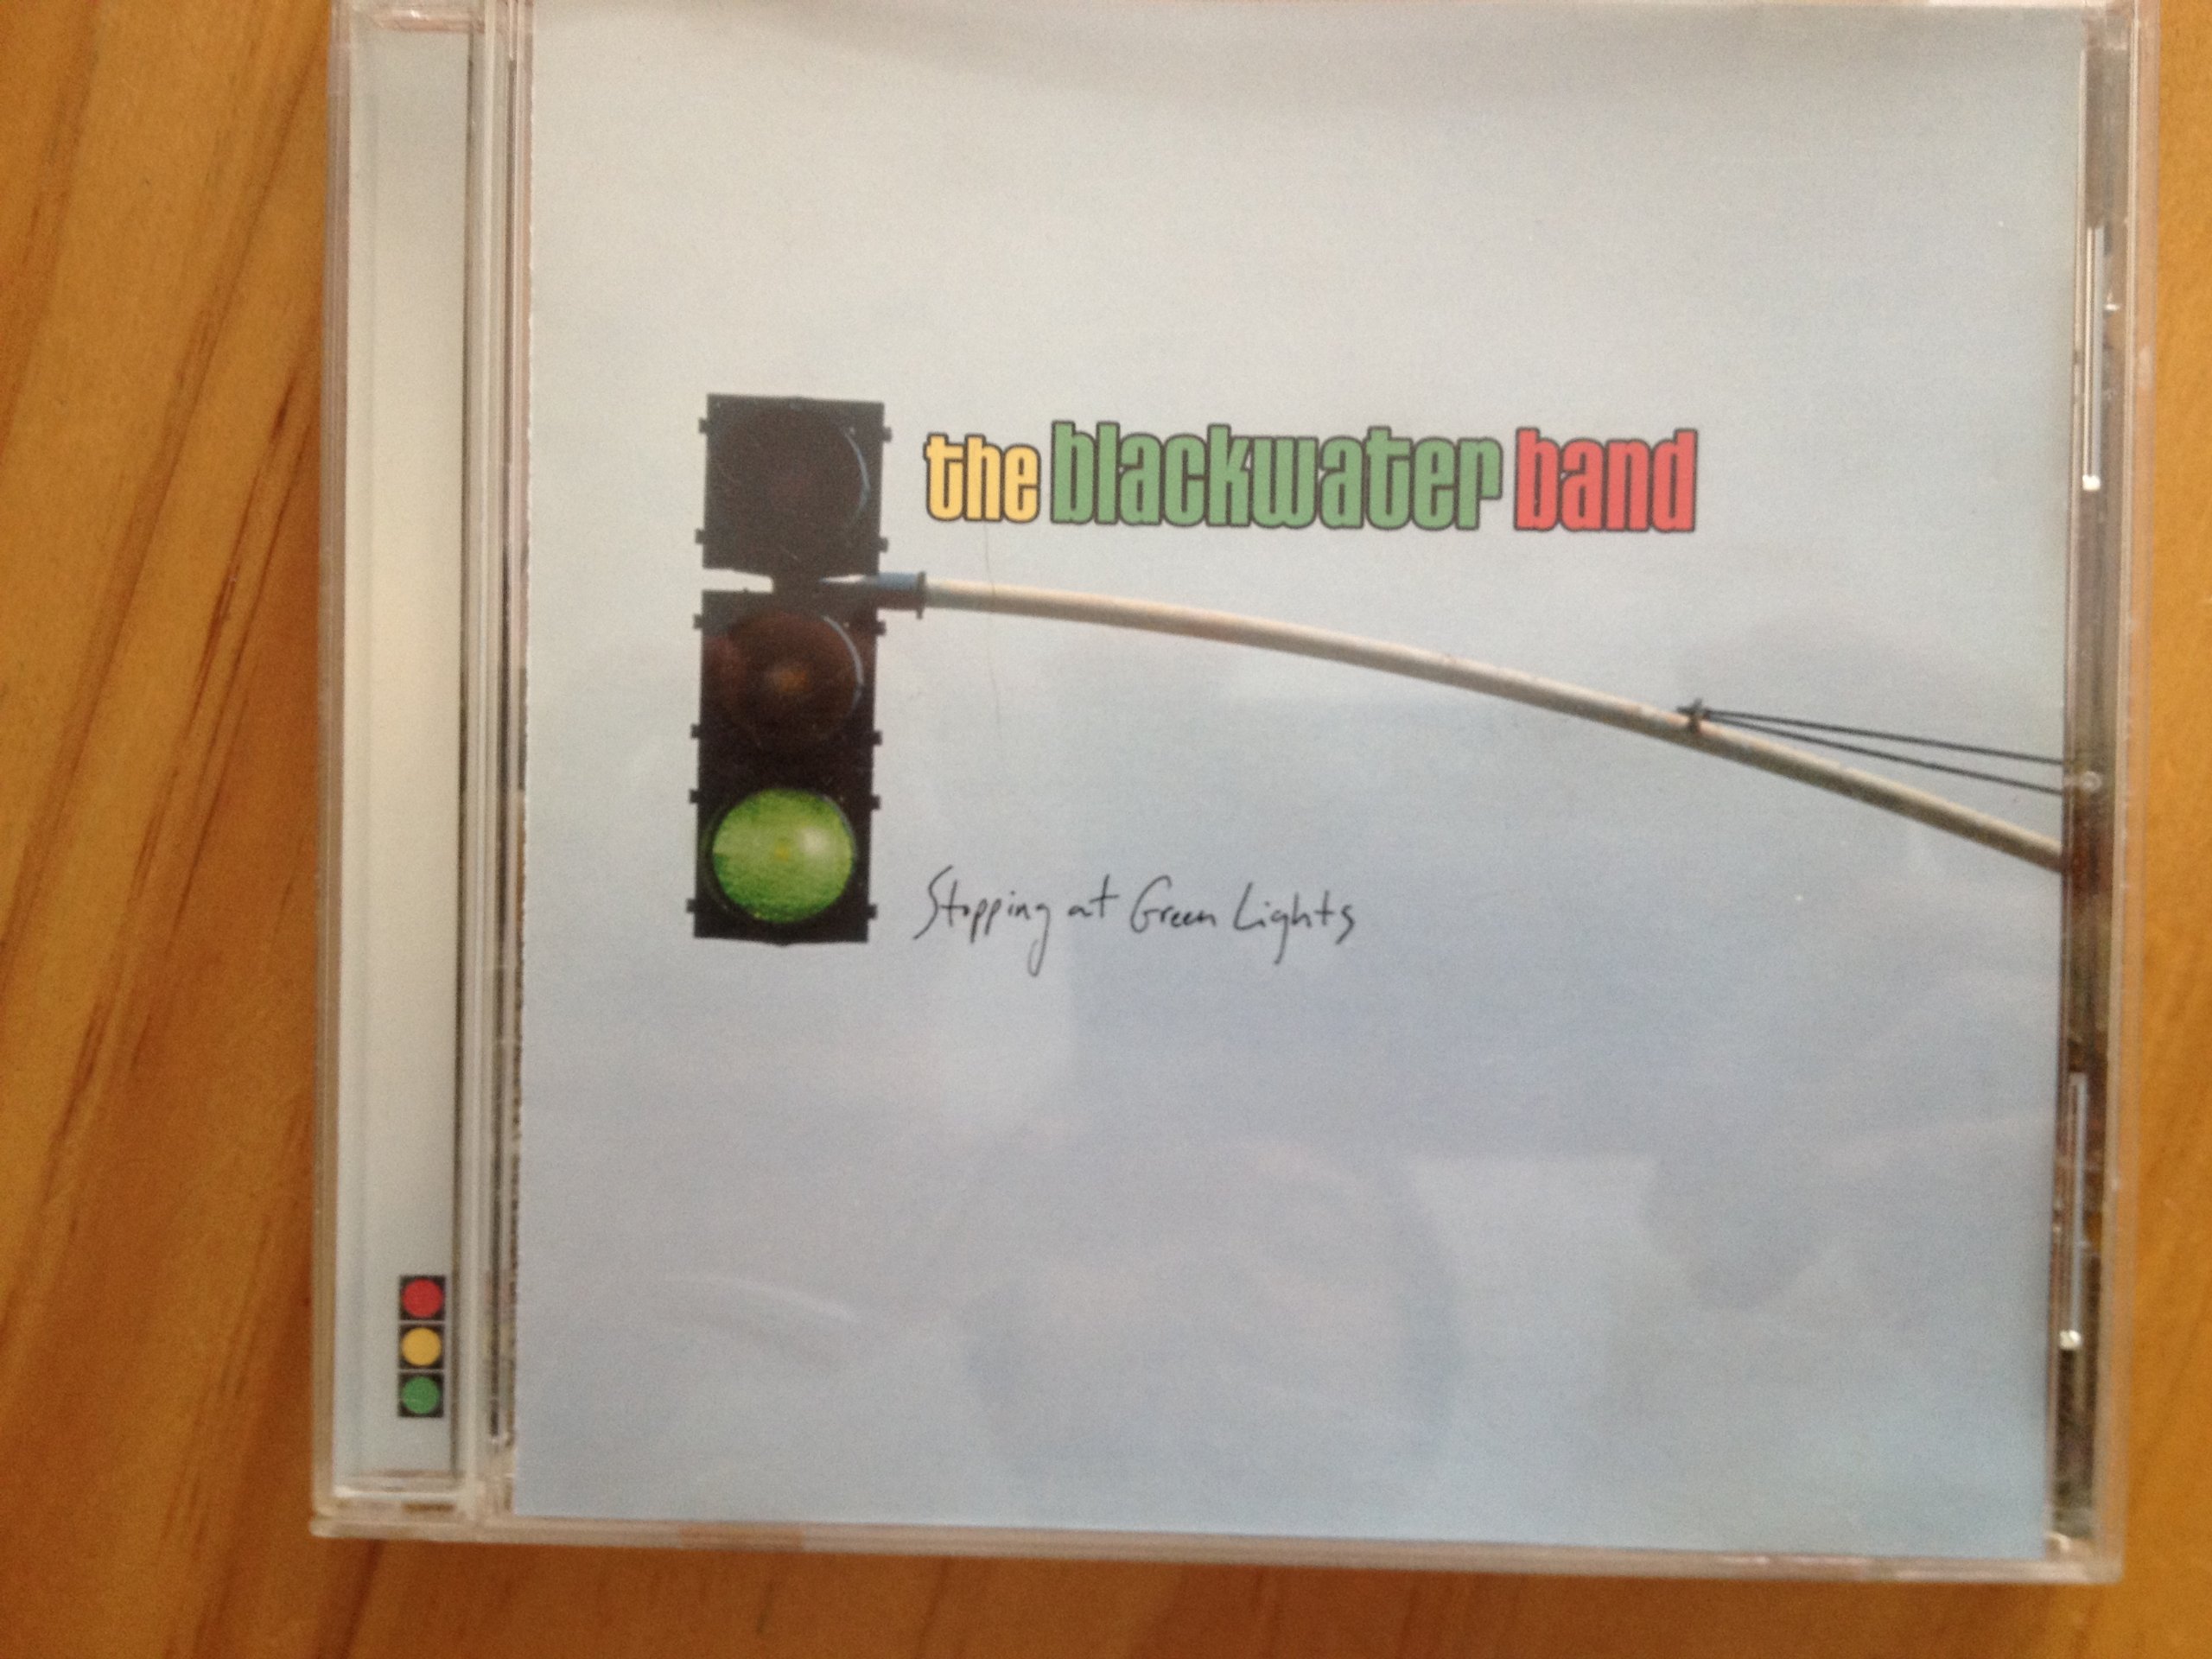 the blackwater band
Stopping at Green Lights